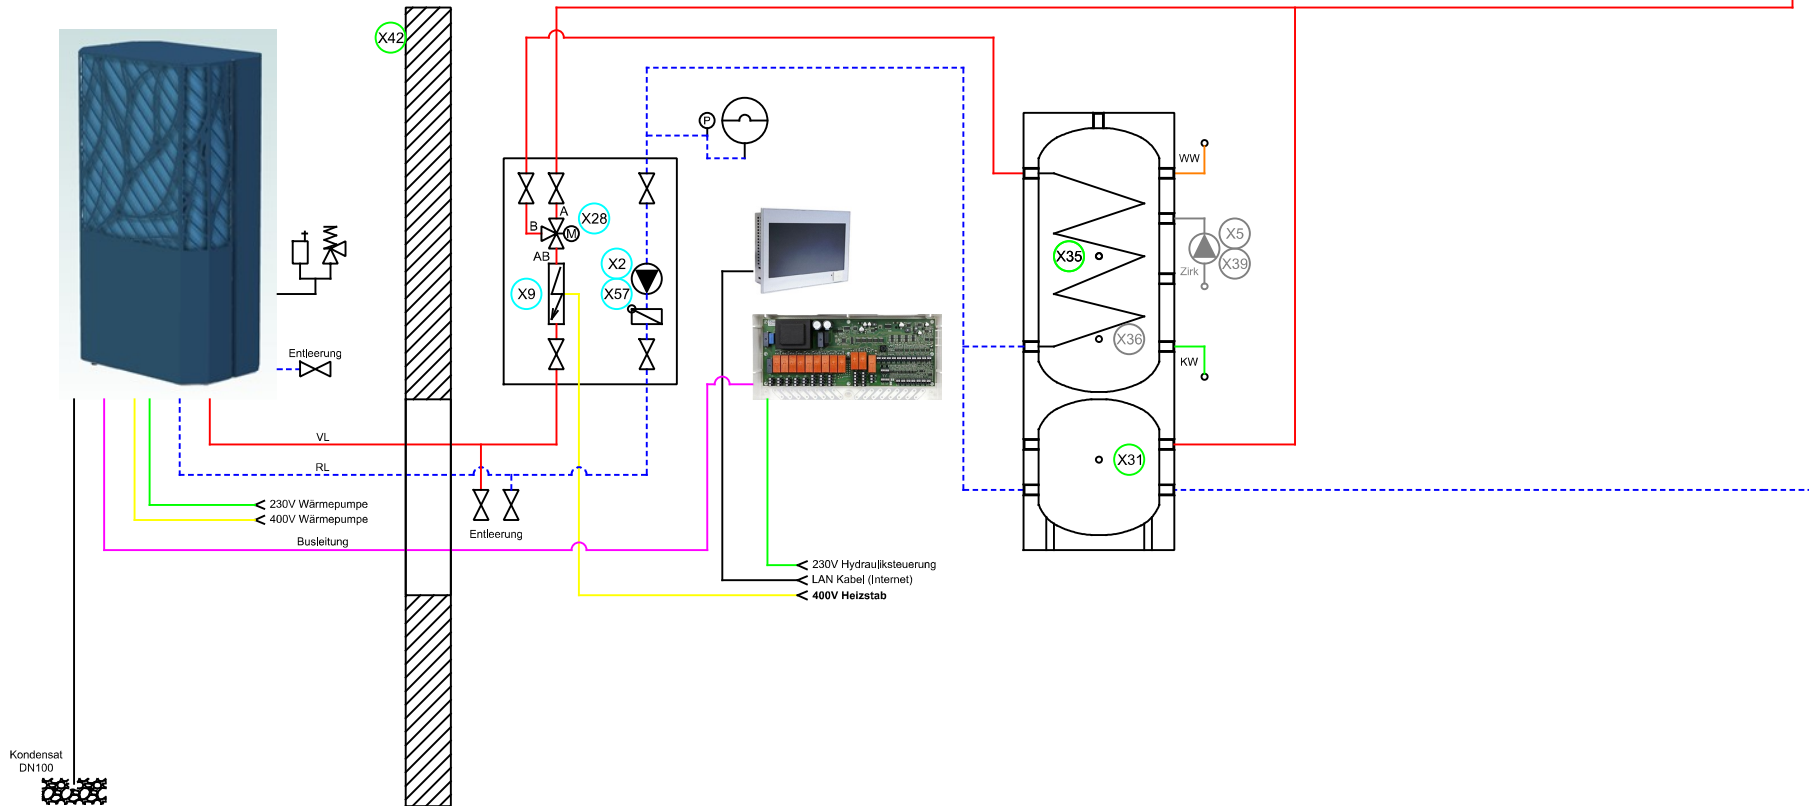 X42
P
WW
A
X28
B
M
AB
X2
X9
X57
X5
X39
Zirk
X35
X36
KW
Entleerung
VL
RL
X31
230V Wärmepumpe
400V Wärmepumpe
Entleerung
Busleitung
230V Hydrauliksteuerung
LAN Kabel (Internet)
400V Heizstab
Kondensat
DN100